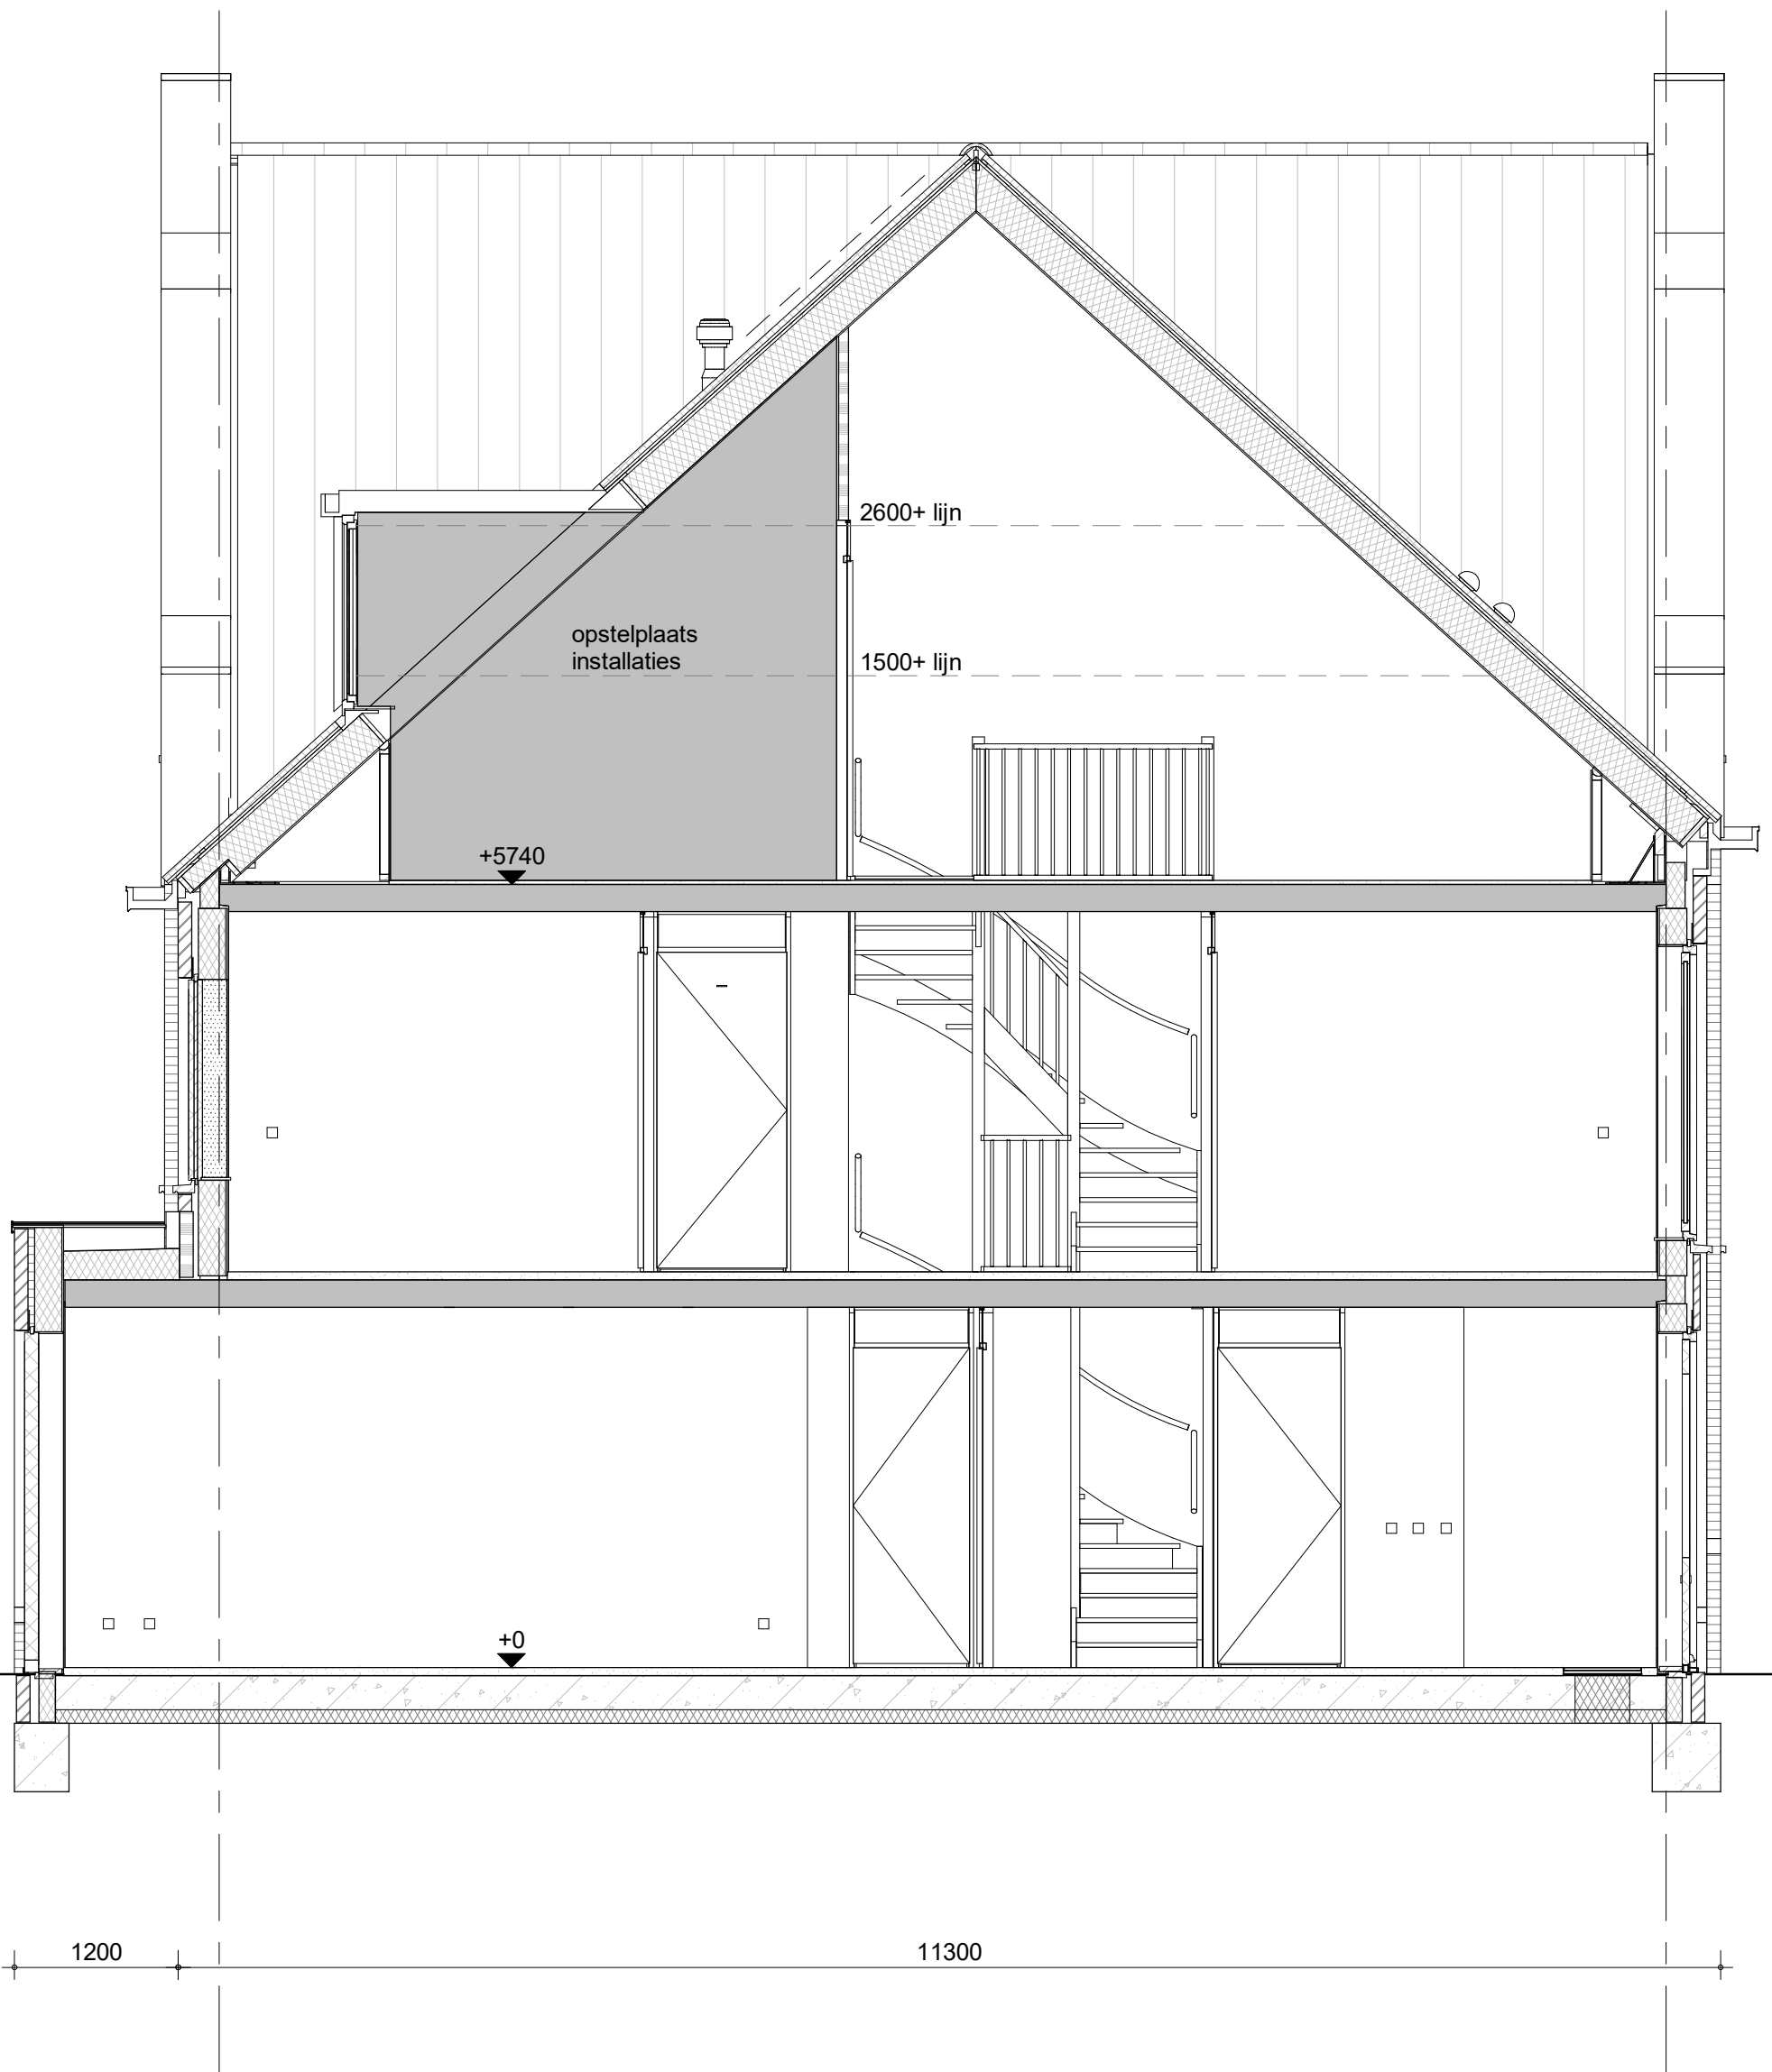 2600+ lijn
opstelplaats
installaties
1500+ lijn
+5740
+0
1200
11300